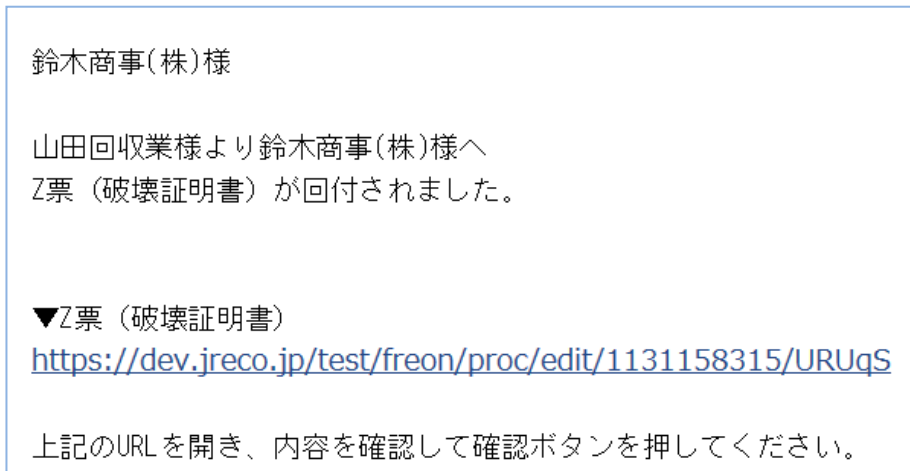 鈴木商事(株)様
山田回収業様より鈴木商事(株)様へ
Z票（破壊証明書）が回付されました。
▼Z票（破壊証明書）
https://dev.jreco.jp/test/freon/proc/edit/1131158315/URUqS
上記のURLを開き、内容を確認して確認ボタンを押してください。